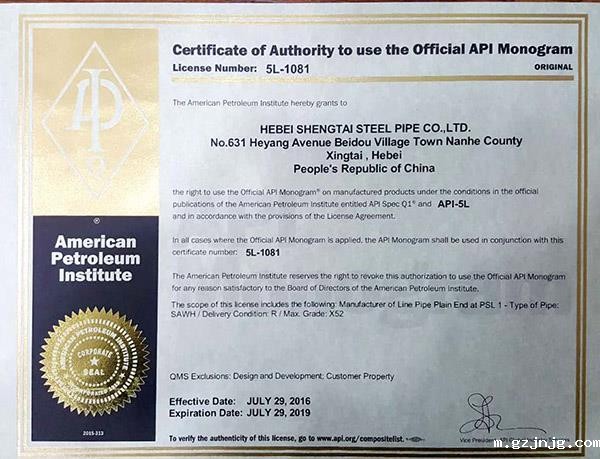 Certificate of Authority to use the Official API Monogram
License Number: 5L-1081
ORIGINAL
The American Petroleum Institute hereby grants to
HEBEI SHENGTAI STEEL PIPE CO.,LTD.
No.631 Heyang Avenue Beidou Village Town Nanhe County
Xingtai , Hebei
People's Republic of China
the right to use the Official API Monogram® on manufactured products under the conditions in the official
publications of the American Petroleum Institute entitled API Spec Q1® and API-5L
and in accordance with the provisions of the License Agreement.
In all cases where the Official API Monogram is applied, the API Monogram shall be used in conjunction with this
certificate number: 5L-1081
The American Petroleum Institute reserves the right to revoke this authorization to use the Official API Monogram
for any reason satisfactory to the Board of Directors of the American Petroleum Institute.
The scope of this license includes the following: Manufacturer of Line Pipe Plain End at PSL 1 - Type of Pipe:
SAWH / Delivery Condition: R / Max. Grade: X52
QMS Exclusions: Design and Development; Customer Property
Effective Date: JULY 29, 2016
Expiration Date: JULY 29, 2019
To verify the authenticity of this license, go to www.api.org/compositelist.
Vice President
API
®
American
Petroleum
Institute
AMERICAN PETROLEUM INSTITUTE
CORPORATE
SEAL
2015-313
m.gzjnjg.com